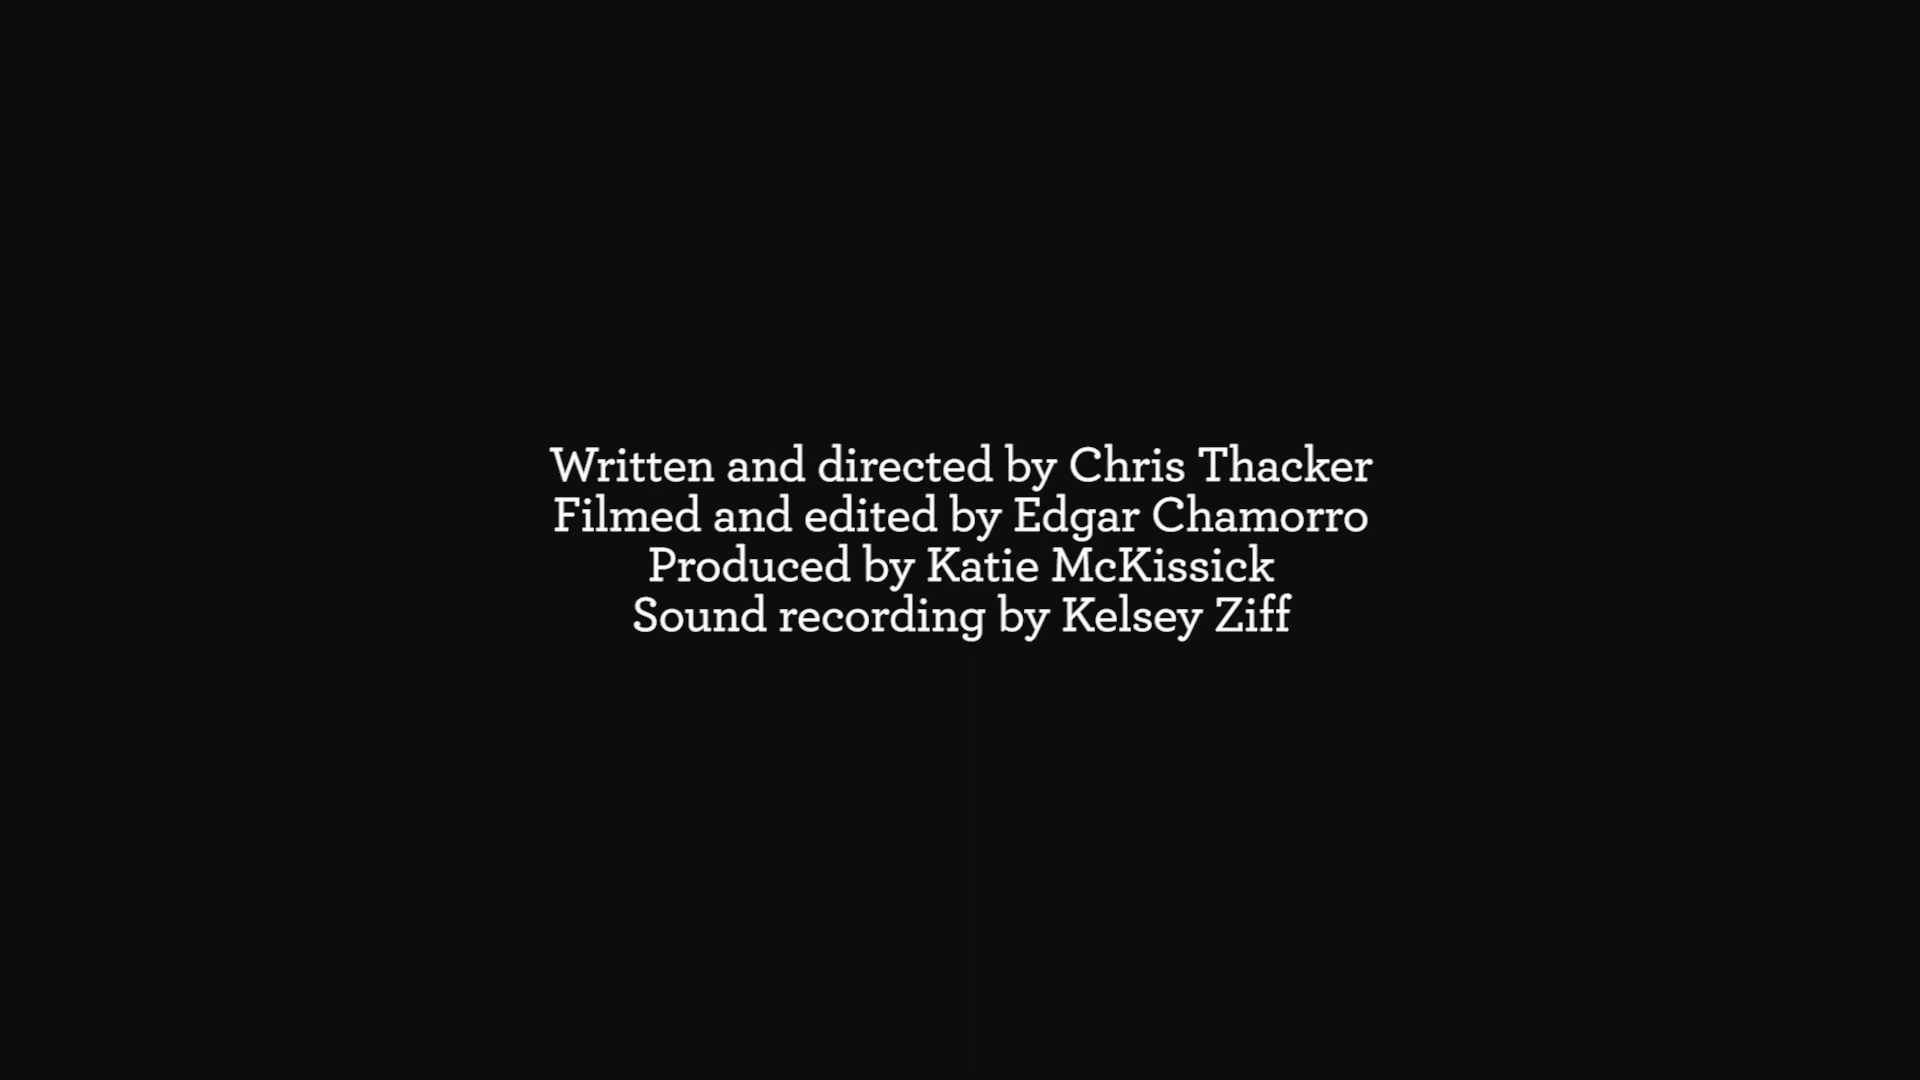 Written and directed by Chris Thacker
Filmed and edited by Edgar Chamorro
Produced by Katie McKissick
Sound recording by Kelsey Ziff